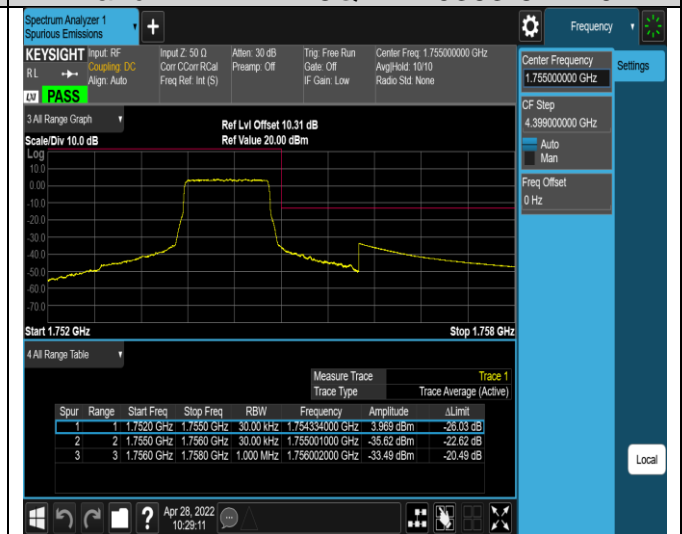 Spectrum Analyzer 1
Spurious Emissions
+
Frequency
KEYSIGHT
RL
Input: RF
Coupling: DC
Align: Auto
Input Z: 50 Ω
Corr CCorr RCal
Freq Ref: Int (S)
Atten: 30 dB
Preamp: Off
Trig: Free Run
Gate: Off
IF Gain: Low
Center Freq: 1.755000000 GHz
Avg|Hold: 10/10
Radio Std: None
LXI PASS
Center Frequency
1.755000000 GHz
Settings
CF Step
4.399000000 GHz
Auto
Man
Freq Offset
0 Hz
Local
3 All Range Graph
Ref Lvl Offset 10.31 dB
Scale/Div 10.0 dB
Ref Value 20.00 dBm
Log
10.0
0.00
-10.0
-20.0
-30.0
-40.0
-50.0
-60.0
-70.0
Start 1.752 GHz
Stop 1.758 GHz
4 All Range Table
Measure Trace Trace 1
Trace Type Trace Average (Active)
Spur Range Start Freq Stop Freq RBW Frequency Amplitude ΔLimit
1 1 1.7520 GHz 1.7550 GHz 30.00 kHz 1.754334000 GHz 3.969 dBm -26.03 dB
2 2 1.7550 GHz 1.7560 GHz 30.00 kHz 1.755001000 GHz -35.62 dBm -22.62 dB
3 3 1.7560 GHz 1.7580 GHz 1.000 MHz 1.756002000 GHz -33.49 dBm -20.49 dB
?
Apr 28, 2022
10:29:11